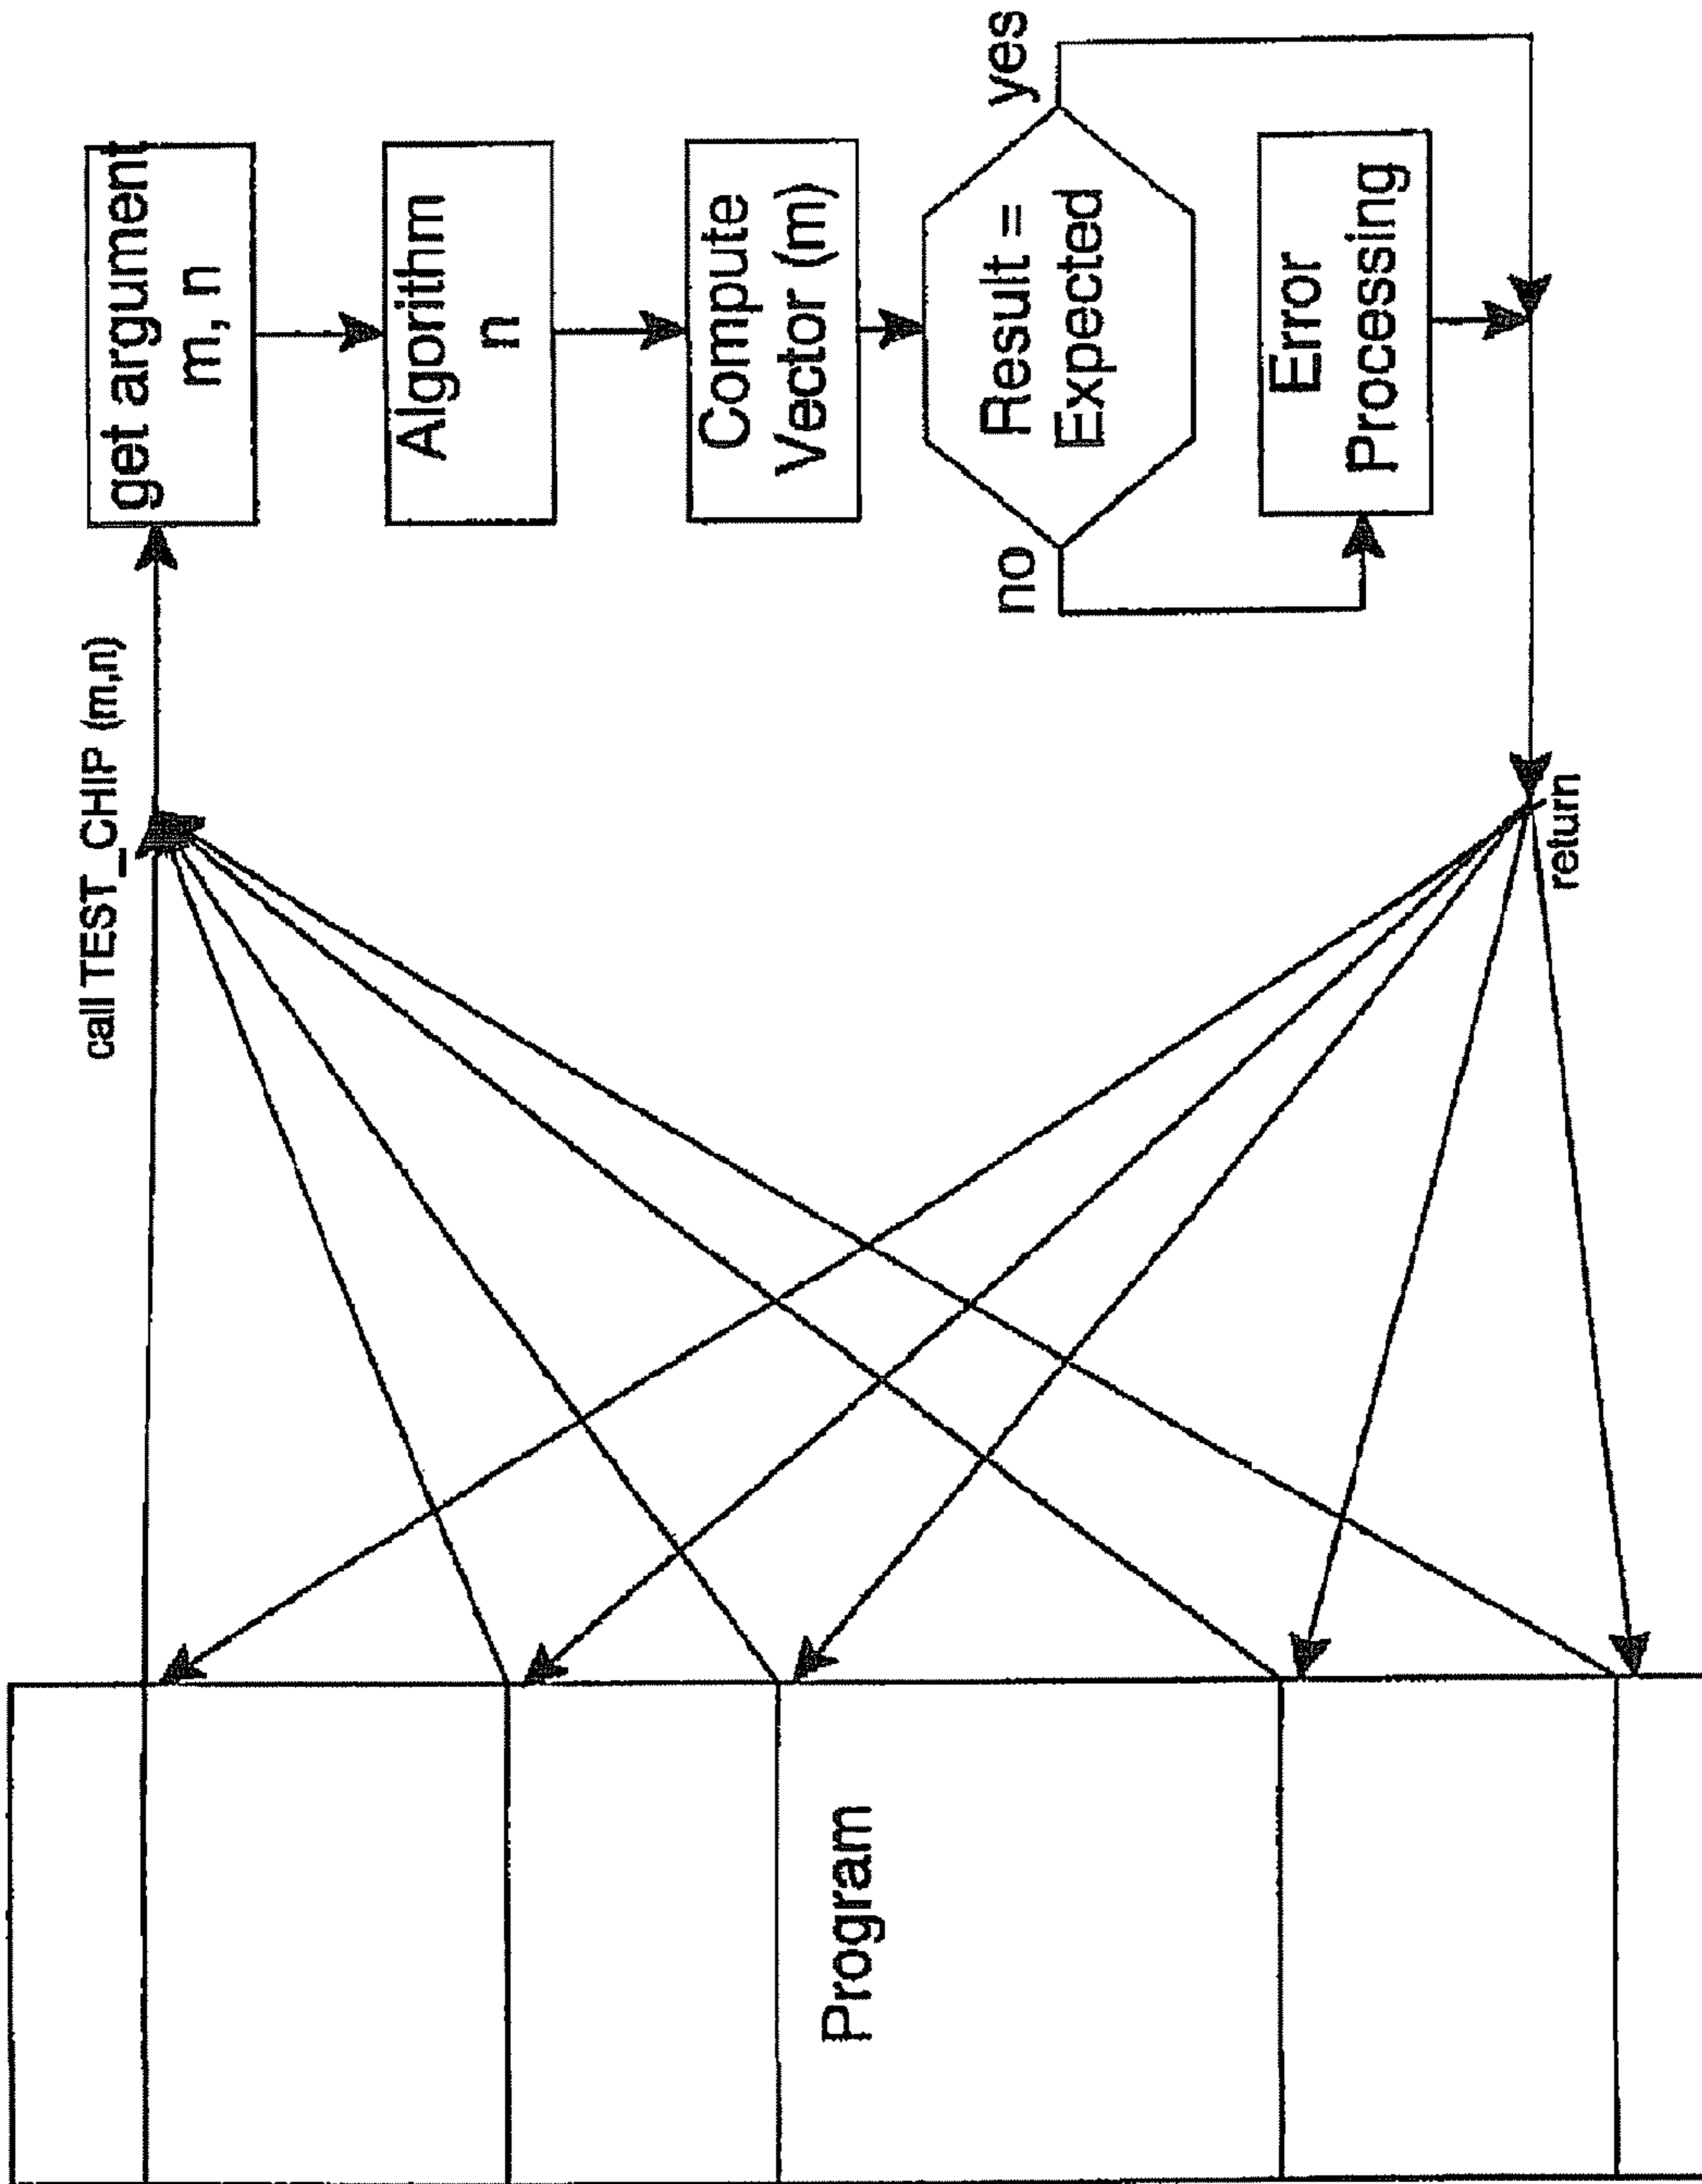 call TEST_CHIP (m,n)
get argument
m, n
Algorithm
n
Compute
Vector (m)
Result =
Expected
no
yes
Error
Processing
return
Program